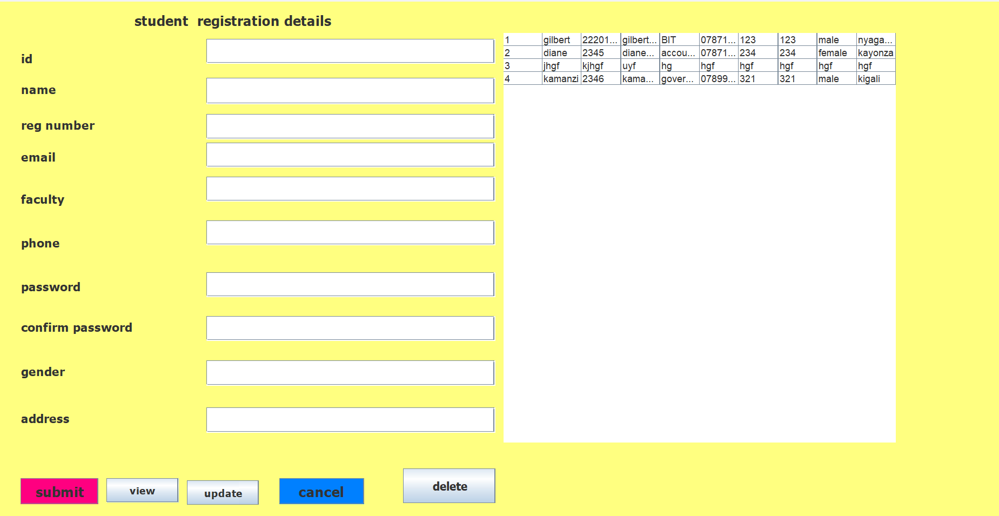 student  registration details
id
name
reg number
email
faculty
phone
password
confirm password
gender
address
1 gilbert 22201... gilbert... BIT 07871... 123 123 male nyaga...
2 diane 2345 diane... accou... 07871... 234 234 female kayonza
3 jhgf kjhgf uyf hg hgf hgf hgf hgf hgf
4 kamanzi 2346 kama... gover... 07899... 321 321 male kigali
submit view update cancel delete